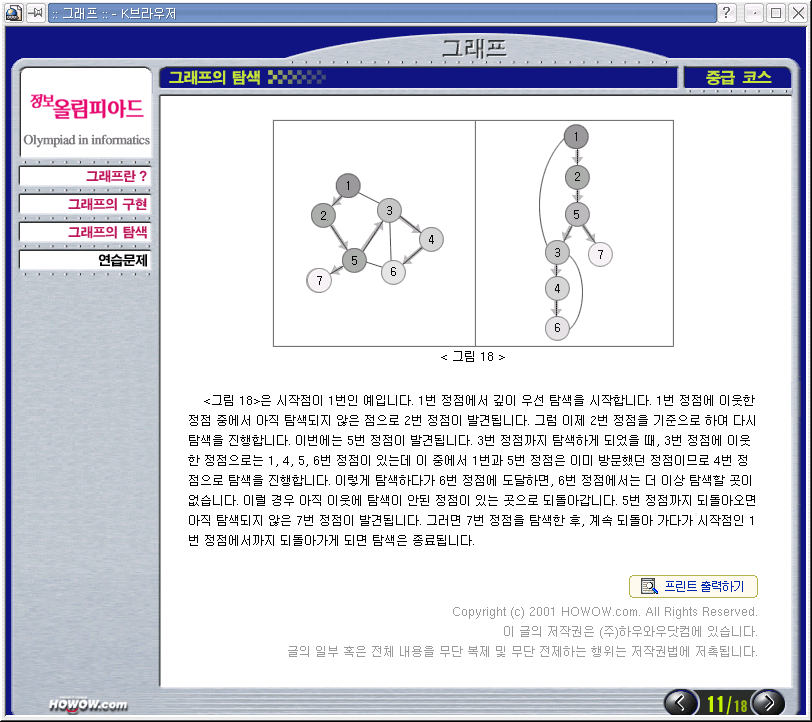 :: 그래프 :: - K브라우저
그래프
정보올림피아드
Olympiad in informatics
그래프란 ?
그래프의 구현
그래프의 탐색
연습문제
그래프의 탐색
중급 코스
1
2
3
4
5
6
7
1
2
5
3
7
4
6
< 그림 18 >
<그림 18>은 시작점이 1번인 예입니다. 1번 정점에서 깊이 우선 탐색을 시작합니다. 1번 정점에 이웃한
정점 중에서 아직 탐색되지 않은 점으로 2번 정점이 발견됩니다. 그럼 이제 2번 정점을 기준으로 하여 다시
탐색을 진행합니다. 이번에는 5번 정점이 발견됩니다. 3번 정점까지 탐색하게 되었을 때, 3번 정점에 이웃
한 정점으로는 1, 4, 5, 6번 정점이 있는데 이 중에서 1번과 5번 정점은 이미 방문했던 정점이므로 4번 정
점으로 탐색을 진행합니다. 이렇게 탐색하다가 6번 정점에 도달하면, 6번 정점에서는 더 이상 탐색할 곳이
없습니다. 이럴 경우 아직 이웃에 탐색이 안된 정점이 있는 곳으로 되돌아갑니다. 5번 정점까지 되돌아오면
아직 탐색되지 않은 7번 정점이 발견됩니다. 그러면 7번 정점을 탐색한 후, 계속 되돌아 가다가 시작점인 1
번 정점에서까지 되돌아가게 되면 탐색은 종료됩니다.
프린트 출력하기
Copyright (c) 2001 HOWOW.com. All Rights Reserved.
이 글의 저작권은 (주)하우와우닷컴에 있습니다.
글의 일부 혹은 전체 내용을 무단 복제 및 무단 전제하는 행위는 저작권법에 저촉됩니다.
HOWOW.com
11/18